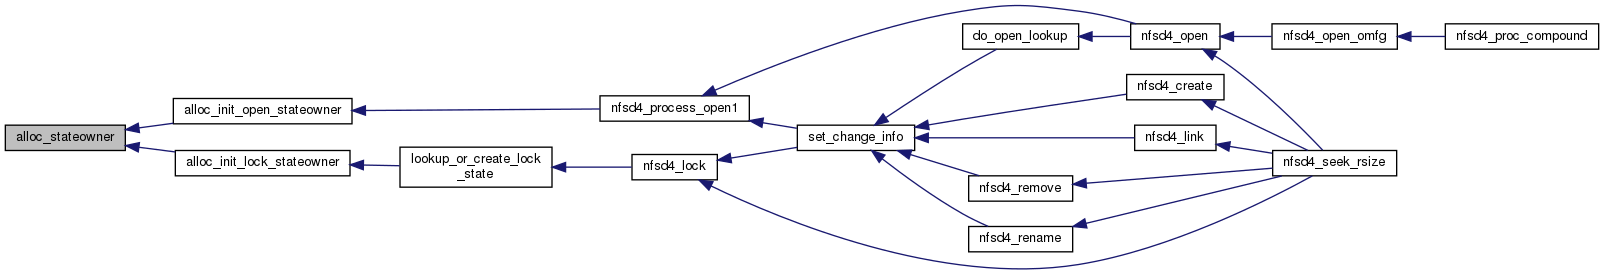 alloc_stateowner
alloc_init_open_stateowner
alloc_init_lock_stateowner
lookup_or_create_lock
_state
nfsd4_process_open1
nfsd4_lock
set_change_info
do_open_lookup
nfsd4_open
nfsd4_open_omfg
nfsd4_proc_compound
nfsd4_create
nfsd4_link
nfsd4_remove
nfsd4_rename
nfsd4_seek_rsize